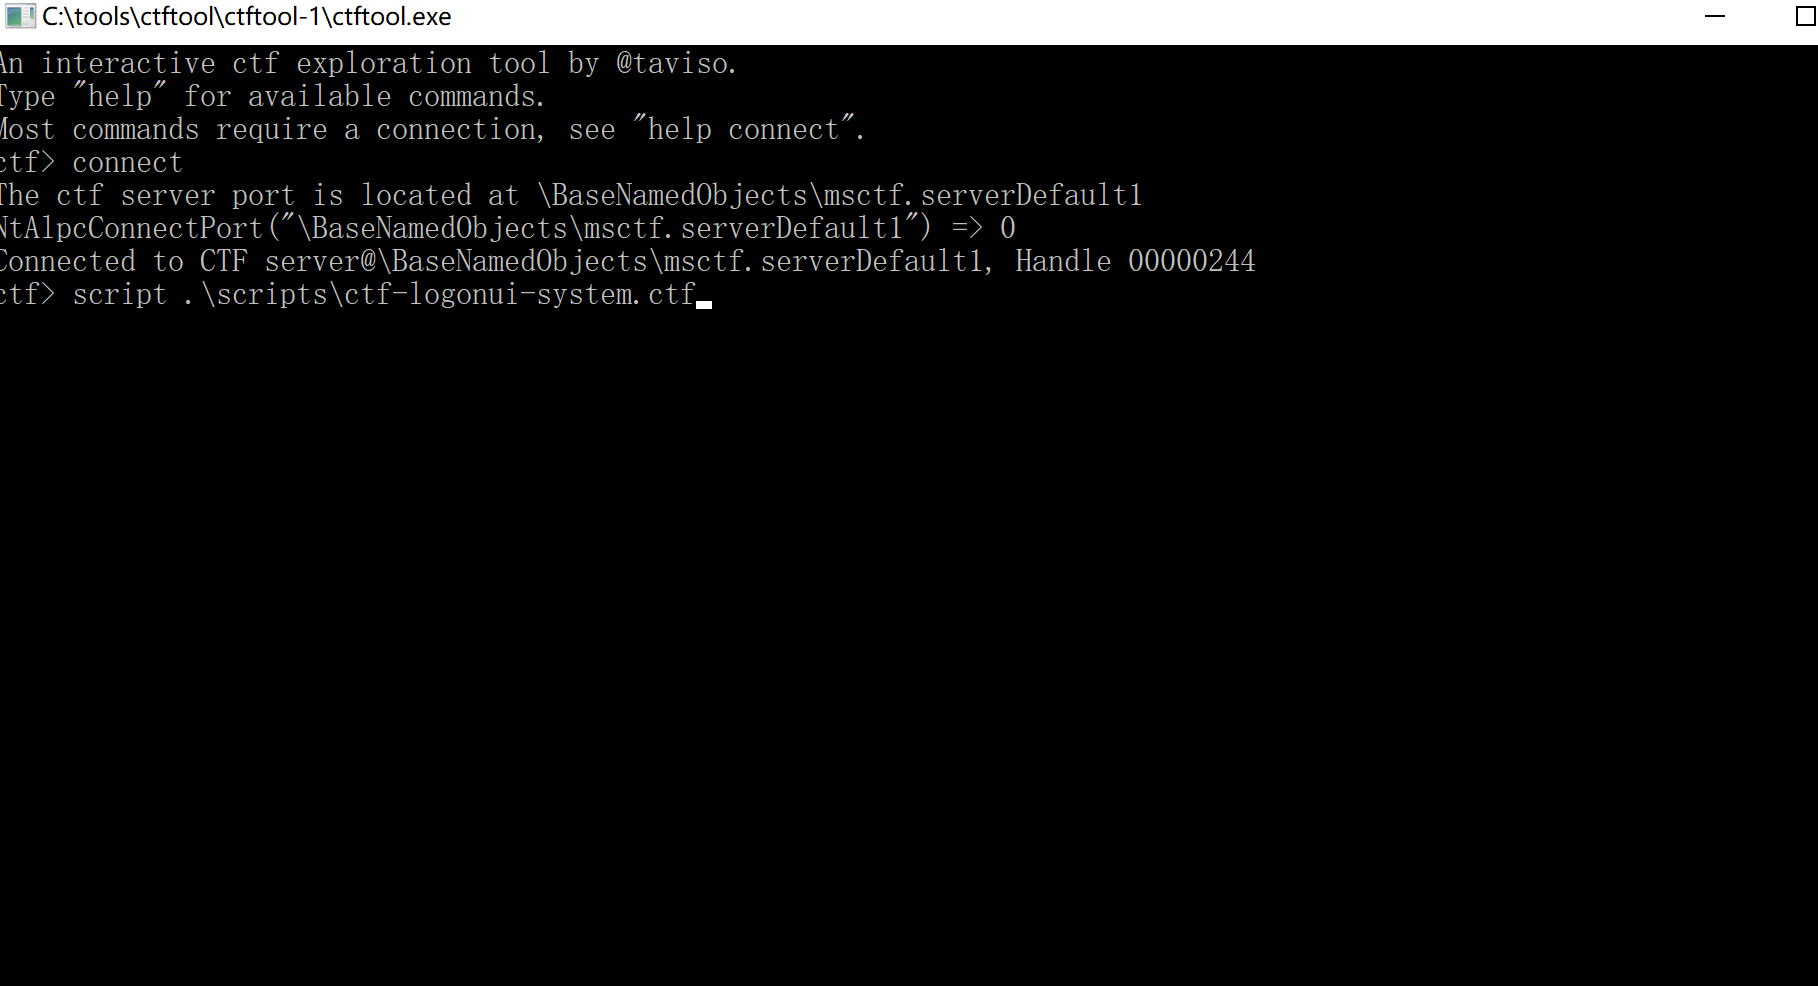 C:\tools\ctftool\ctftool-1\ctftool.exe
An interactive ctf exploration tool by @taviso.
Type "help" for available commands.
Most commands require a connection, see "help connect".
ctf> connect
The ctf server port is located at \BaseNamedObjects\msctf.serverDefault1
NtAlpcConnectPort("\BaseNamedObjects\msctf.serverDefault1") => 0
Connected to CTF server@\BaseNamedObjects\msctf.serverDefault1, Handle 00000244
ctf> script .\scripts\ctf-logonui-system.ctf